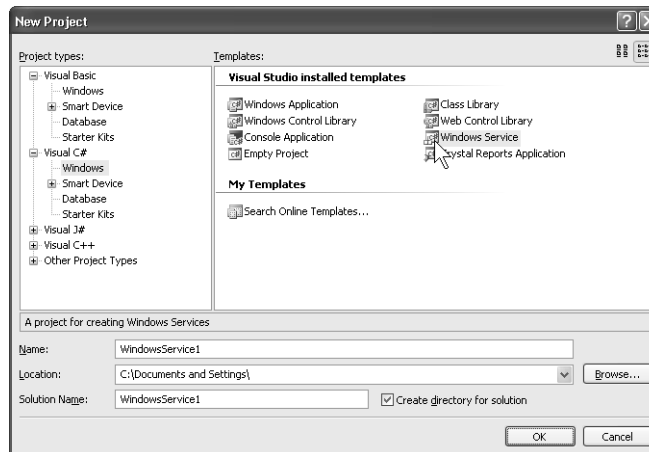 New Project
Project types:
Templates:
Visual Basic
Windows
Smart Device
Database
Starter Kits
Visual C#
Windows
Smart Device
Database
Starter Kits
Visual J#
Visual C++
Other Project Types
Visual Studio installed templates
Windows Application
Class Library
Windows Control Library
Web Control Library
Console Application
Windows Service
Empty Project
Reports Application
My Templates
Search Online Templates...
A project for creating Windows Services
Name:
WindowsService1
Location:
C:\Documents and Settings\
Browse...
Solution Name:
WindowsService1
Create directory for solution
OK
Cancel